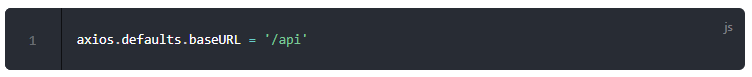 js
1 axios.defaults.baseURL = '/api'